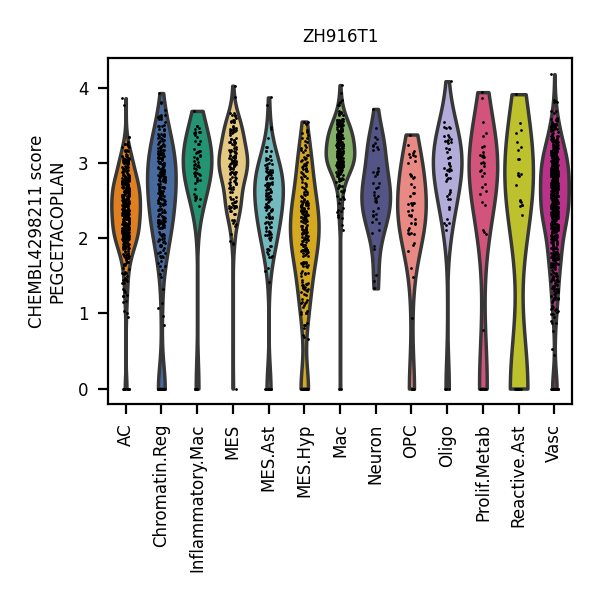 ZH916T1
CHEMBL4298211 score
PEGCETACOPLAN
4
3
2
1
0
AC
Chromatin.Reg
Inflammatory.Mac
MES
MES.Ast
MES.Hyp
Mac
Neuron
OPC
Oligo
Prolif.Metab
Reactive.Ast
Vasc